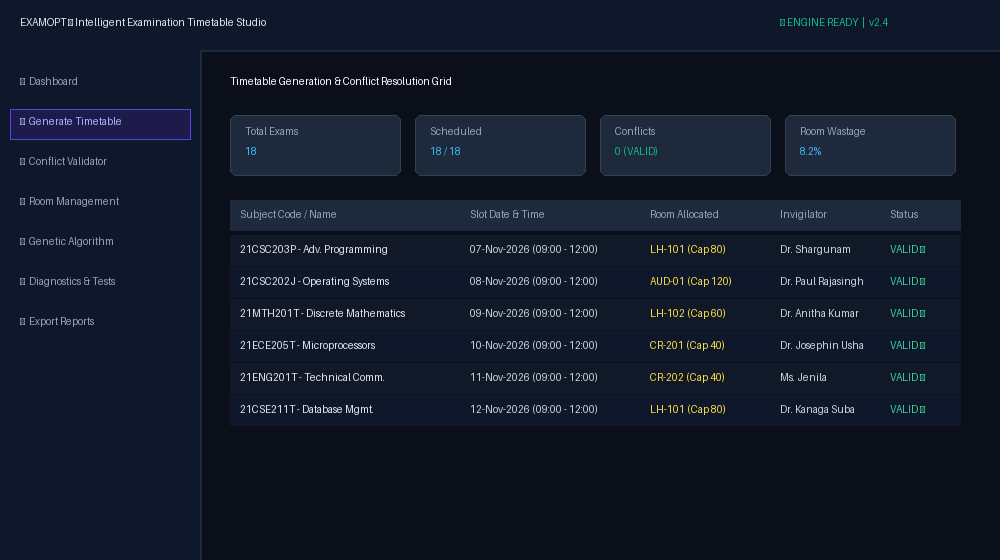 EXAMOPT Intelligent Examination Timetable Studio
ENGINE READY | v2.4
Dashboard
Generate Timetable
Conflict Validator
Room Management
Genetic Algorithm
Diagnostics & Tests
Export Reports
Timetable Generation & Conflict Resolution Grid
Total Exams
18
Scheduled
18 / 18
Conflicts
0 (VALID)
Room Wastage
8.2%
Subject Code / Name Slot Date & Time Room Allocated Invigilator Status
21CSC203P - Adv. Programming 07-Nov-2026 (09:00 - 12:00) LH-101 (Cap 80) Dr. Shargunam VALID
21CSC202J - Operating Systems 08-Nov-2026 (09:00 - 12:00) AUD-01 (Cap 120) Dr. Paul Rajasingh VALID
21MTH201T - Discrete Mathematics 09-Nov-2026 (09:00 - 12:00) LH-102 (Cap 60) Dr. Anitha Kumar VALID
21ECE205T - Microprocessors 10-Nov-2026 (09:00 - 12:00) CR-201 (Cap 40) Dr. Josephin Usha VALID
21ENG201T - Technical Comm. 11-Nov-2026 (09:00 - 12:00) CR-202 (Cap 40) Ms. Jenila VALID
21CSE211T - Database Mgmt. 12-Nov-2026 (09:00 - 12:00) LH-101 (Cap 80) Dr. Kanaga Suba VALID